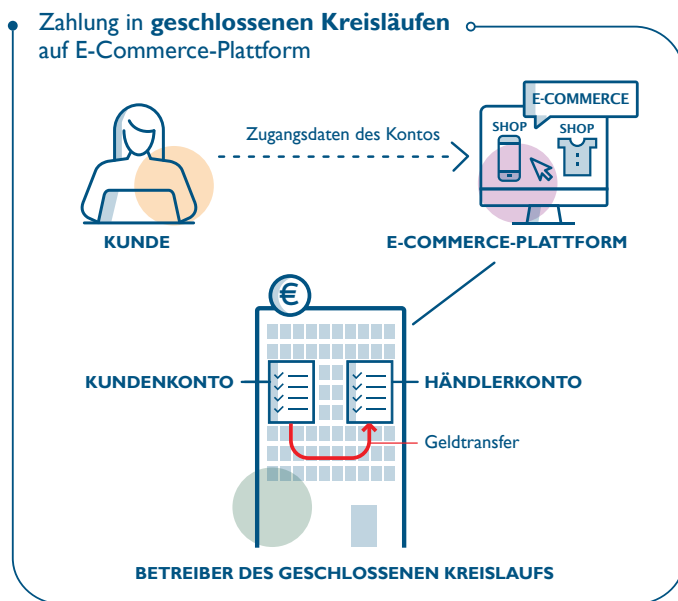 Zahlung in geschlossenen Kreisläufen
auf E-Commerce-Plattform
E-COMMERCE
SHOP
SHOP
Zugangsdaten des Kontos
KUNDE
E-COMMERCE-PLATTFORM
€
KUNDENKONTO
HÄNDLERKONTO
Geldtransfer
BETREIBER DES GESCHLOSSENEN KREISLAUFS